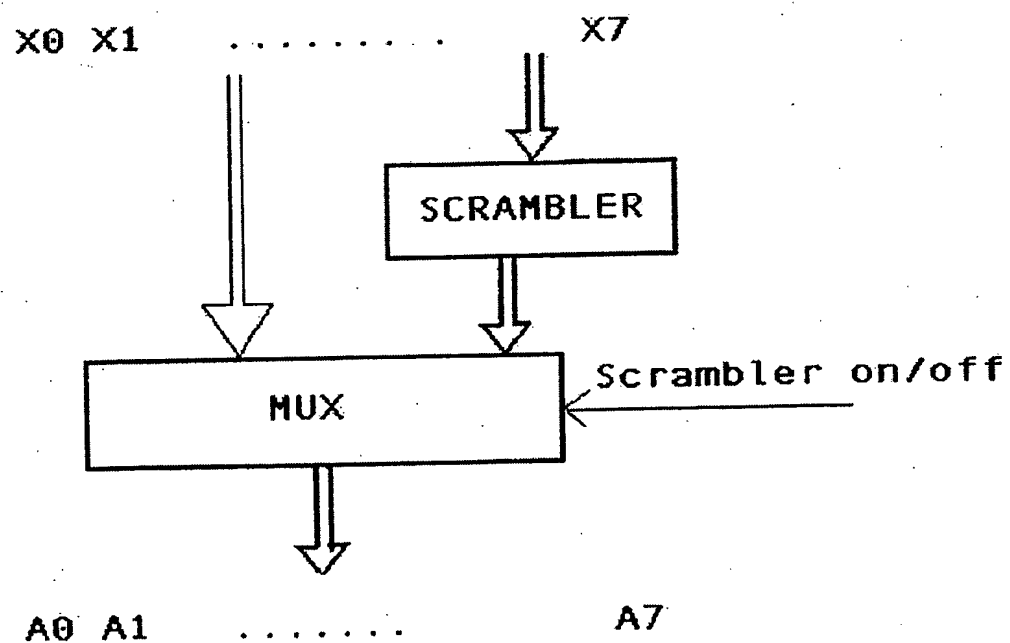 X0 X1 ......... X7
SCRAMBLER
Scrambler on/off
MUX
A0 A1 ....... A7